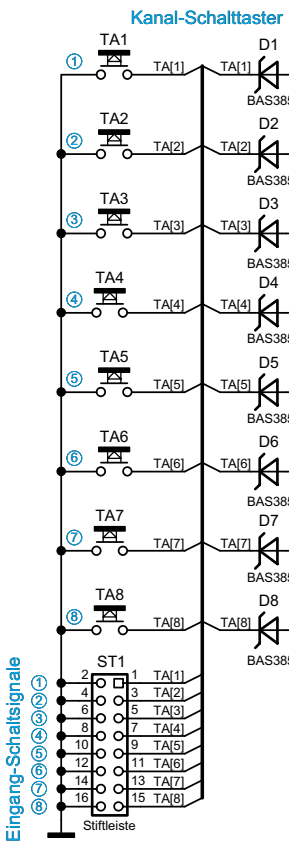 Kanal-Schalttaster
TA1 D1
① TA[1] TA[1]
BAS385
TA2 D2
② TA[2] TA[2]
BAS385
TA3 D3
③ TA[3] TA[3]
BAS385
TA4 D4
④ TA[4] TA[4]
BAS385
TA5 D5
⑤ TA[5] TA[5]
BAS385
TA6 D6
⑥ TA[6] TA[6]
BAS385
TA7 D7
⑦ TA[7] TA[7]
BAS385
TA8 D8
⑧ TA[8] TA[8]
BAS385
Eingang-Schaltsignale
ST1
① 2 1 TA[1]
② 4 3 TA[2]
③ 6 5 TA[3]
④ 8 7 TA[4]
⑤ 10 9 TA[5]
⑥ 12 11 TA[6]
⑦ 14 13 TA[7]
⑧ 16 15 TA[8]
Stiftleiste